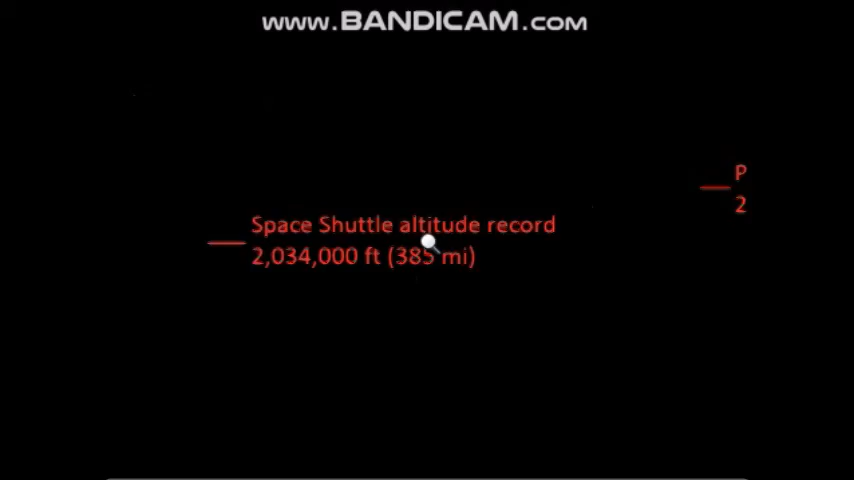 www.BANDICAM.com
Space Shuttle altitude record
2,034,000 ft (385 mi)
P
2